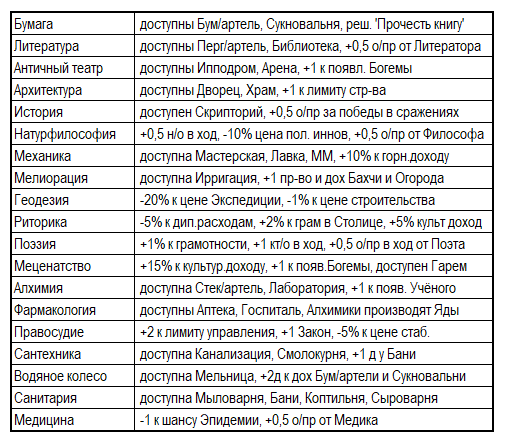 Бумага доступны Бум/артель, Сукновальня, реш. 'Прочесть книгу'
Литература доступны Перг/артель, Библиотека, +0,5 о/пр от Литератора
Античный театр доступны Ипподром, Арена, +1 к появл. Богемы
Архитектура доступны Дворец, Храм, +1 к лимиту стр-ва
История доступен Скрипторий, +0,5 о/пр за победы в сражениях
Натурфилософия +0,5 н/о в ход, -10% цена пол. иннов, +0,5 о/пр от Философа
Механика доступна Мастерская, Лавка, ММ, +10% к горн.доходу
Мелиорация доступна Ирригация, +1 пр-во и дох Бахчи и Огорода
Геодезия -20% к цене Экспедиции, -1% к цене строительства
Риторика -5% к дип.расходам, +2% к грам в Столице, +5% культ доход
Поэзия +1% к грамотности, +1 кт/о в ход, +0,5 о/пр в ход от Поэта
Меценатство +15% к культур.доходу, +1 к появ.Богемы, доступен Гарем
Алхимия доступна Стек/артель, Лаборатория, +1 к появ. Учёного
Фармакология доступны Аптека, Госпиталь, Алхимики производят Яды
Правосудие +2 к лимиту управления, +1 Закон, -5% к цене стаб.
Сантехника доступна Канализация, Смолокурня, +1 д у Бани
Водяное колесо доступна Мельница, +2д к дох Бум/артели и Сукновальни
Санитария доступна Мыловарня, Бани, Коптильня, Сыроварня
Медицина -1 к шансу Эпидемии, +0,5 о/пр от Медика